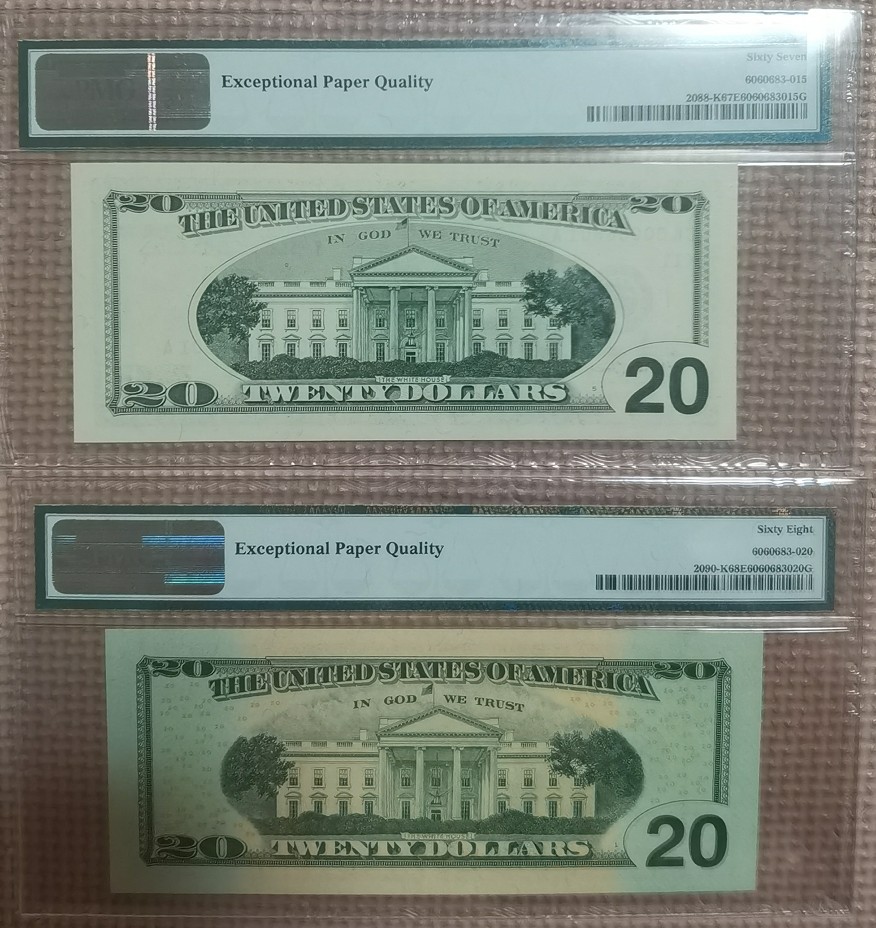 Sixty Seven
Exceptional Paper Quality
6060683-015
2088-K67E6060683015G
20 20
THE UNITED STATES OF AMERICA
IN GOD WE TRUST
THE WHITE HOUSE
20 TWENTY DOLLARS 20
Sixty Eight
Exceptional Paper Quality
6060683-020
2090-K68E6060683020G
20 20
THE UNITED STATES OF AMERICA
IN GOD WE TRUST
THE WHITE HOUSE
20 TWENTY DOLLARS 20